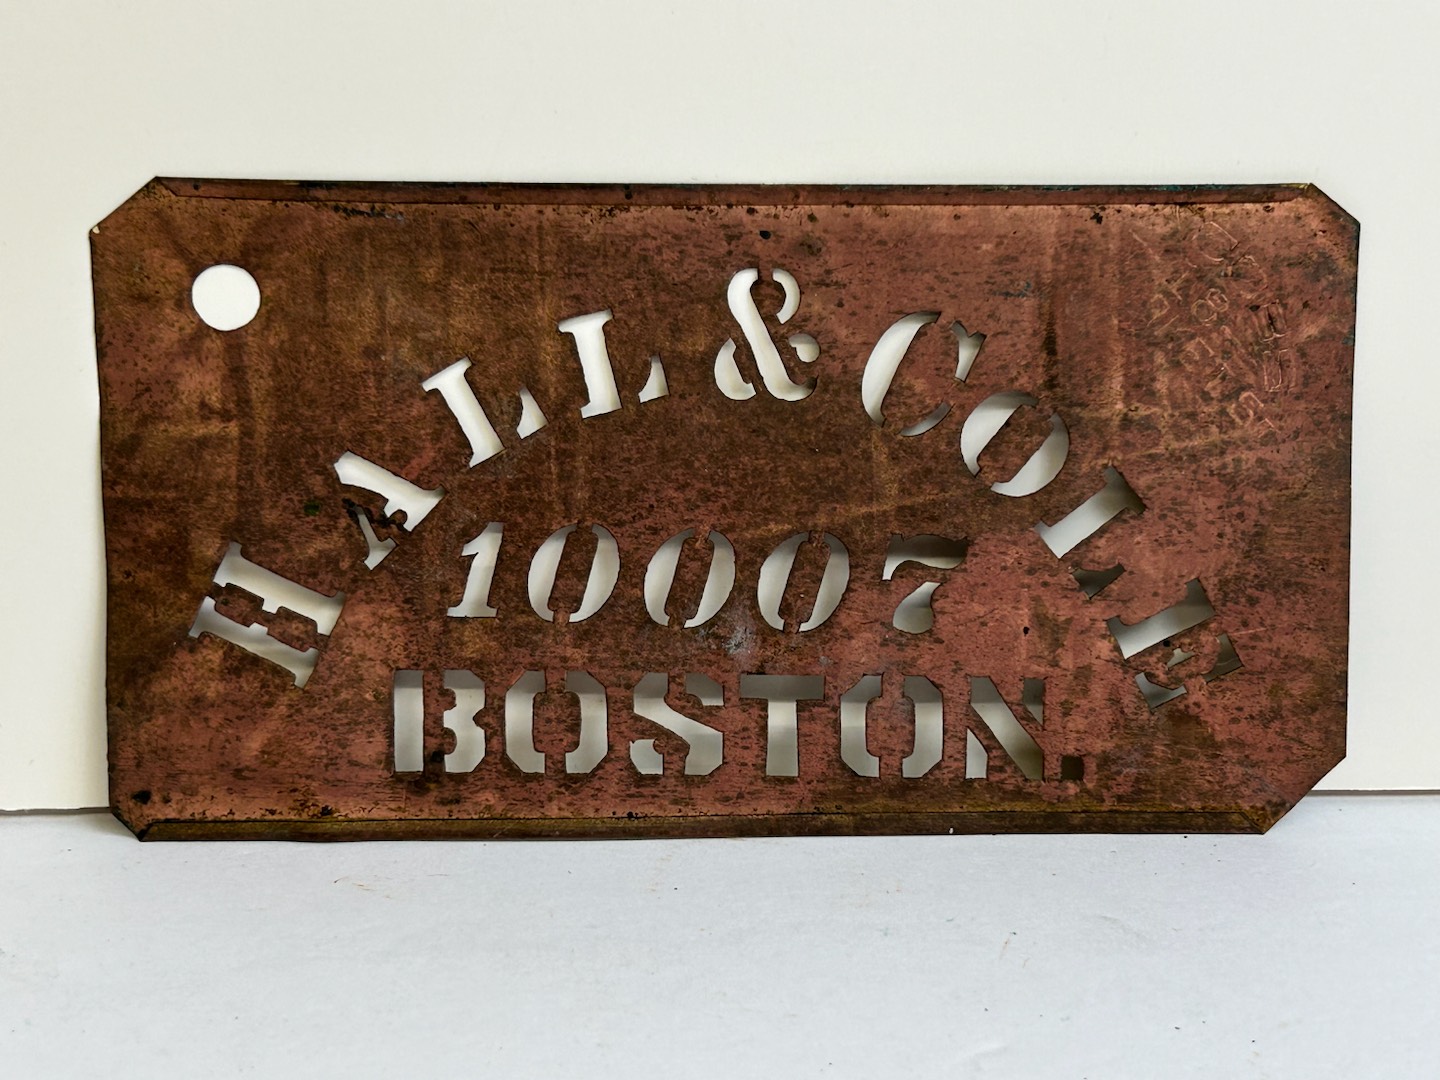 HALL & COLE
10007
BOSTON.